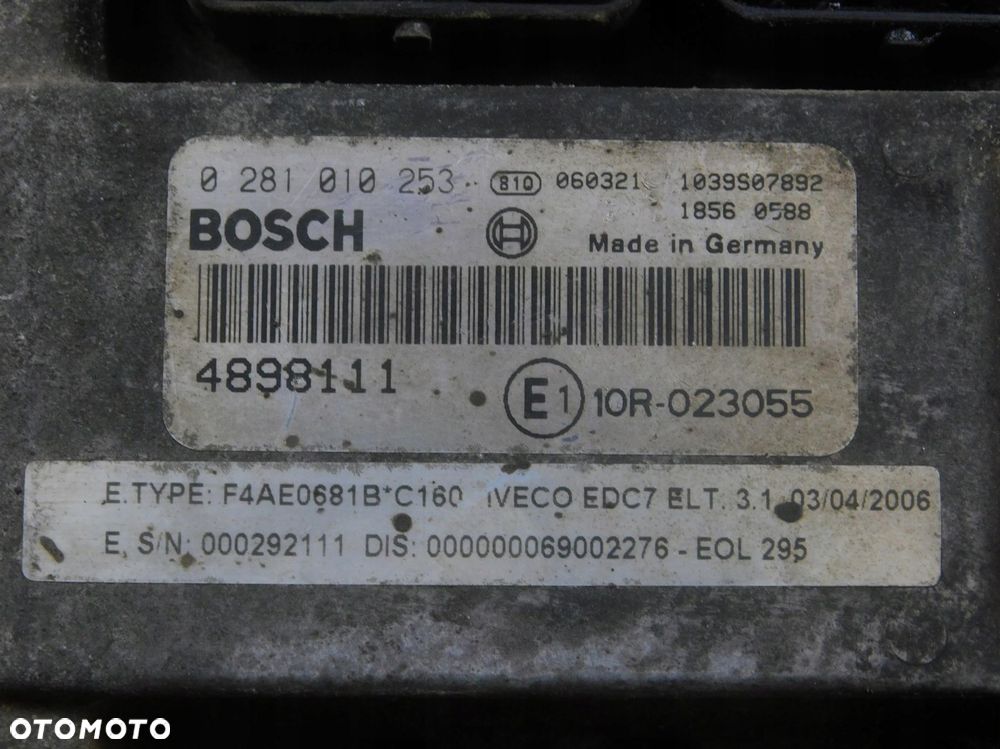 0 281 010 253 810 060321 1039S07892
1856 0588
BOSCH Made in Germany
4898111
E1 10R-023055
E.TYPE: F4AE0681B*C160 IVECO EDC7 ELT. 3.1 03/04/2006
E. S/N: 000292111 DIS: 000000069002276 - EOL 295
OTOMOTO